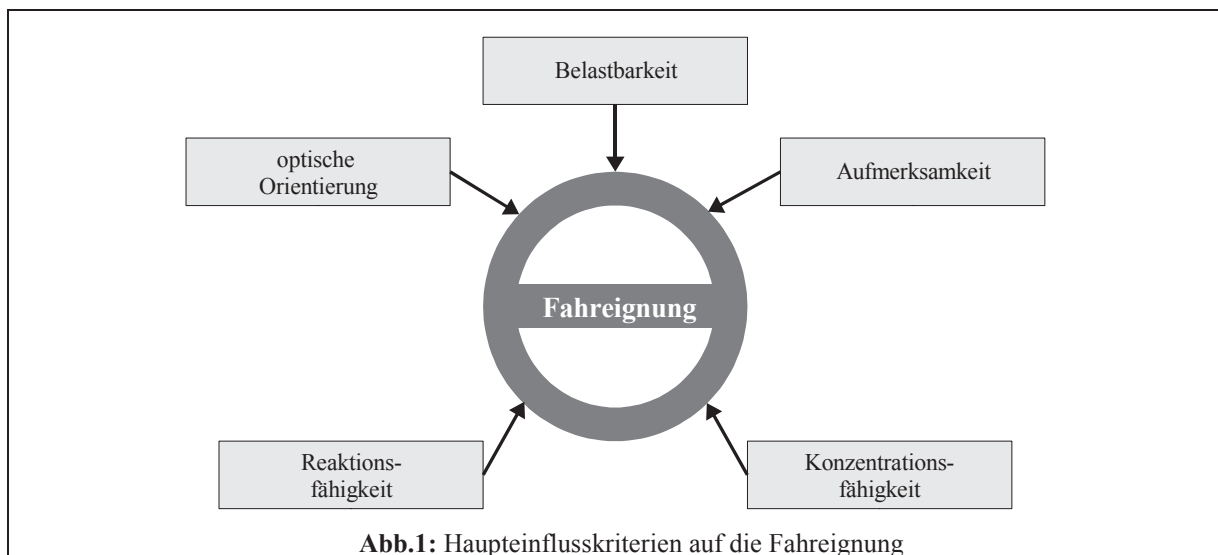 Belastbarkeit
optische
Orientierung
Aufmerksamkeit
Fahreignung
Reaktions-
fähigkeit
Konzentrations-
fähigkeit
Abb.1: Haupteinflusskriterien auf die Fahreignung